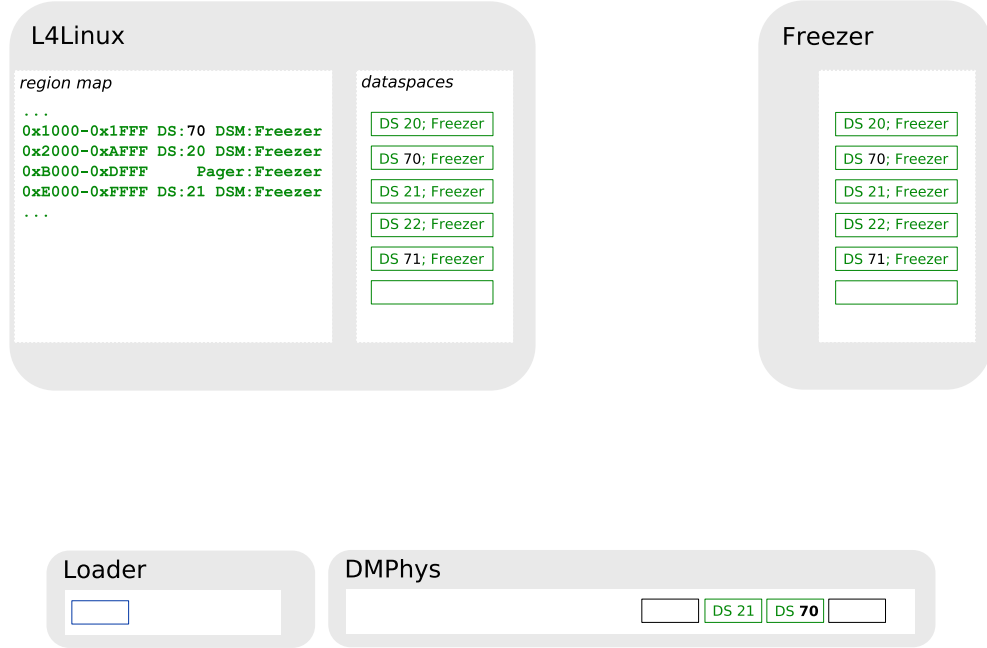 L4Linux
region map
...
0x1000-0x1FFF DS:70 DSM:Freezer
0x2000-0xAFFF DS:20 DSM:Freezer
0xB000-0xDFFF Pager:Freezer
0xE000-0xFFFF DS:21 DSM:Freezer
...
dataspaces
DS 20; Freezer
DS 70; Freezer
DS 21; Freezer
DS 22; Freezer
DS 71; Freezer
Freezer
DS 20; Freezer
DS 70; Freezer
DS 21; Freezer
DS 22; Freezer
DS 71; Freezer
Loader
DMPhys
DS 21
DS 70